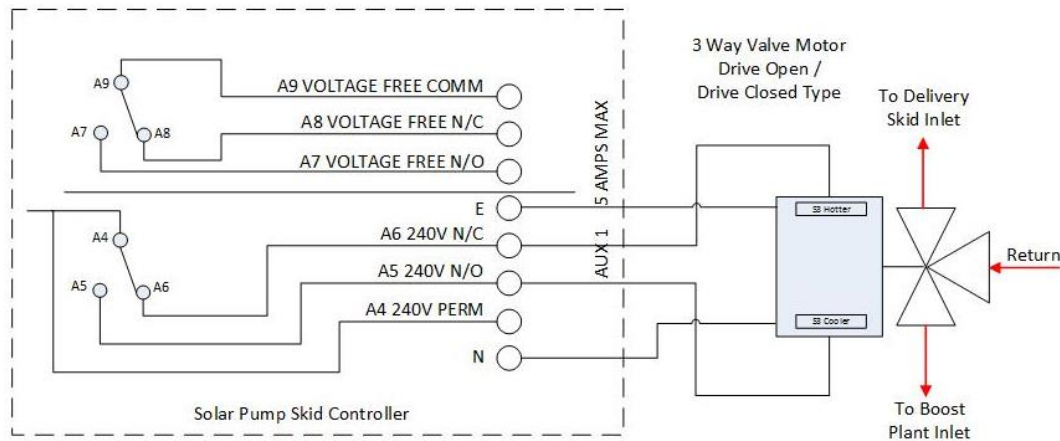 3 Way Valve Motor
Drive Open /
Drive Closed Type
To Delivery
Skid Inlet
A9
A9 VOLTAGE FREE COMM
A7
A8
A8 VOLTAGE FREE N/C
A7 VOLTAGE FREE N/O
5 AMPS MAX
AUX 1
E
A4
A6 240V N/C
A5
A6
A5 240V N/O
A4 240V PERM
N
S3 Hotter
S3 Cooler
Return
Solar Pump Skid Controller
To Boost
Plant Inlet